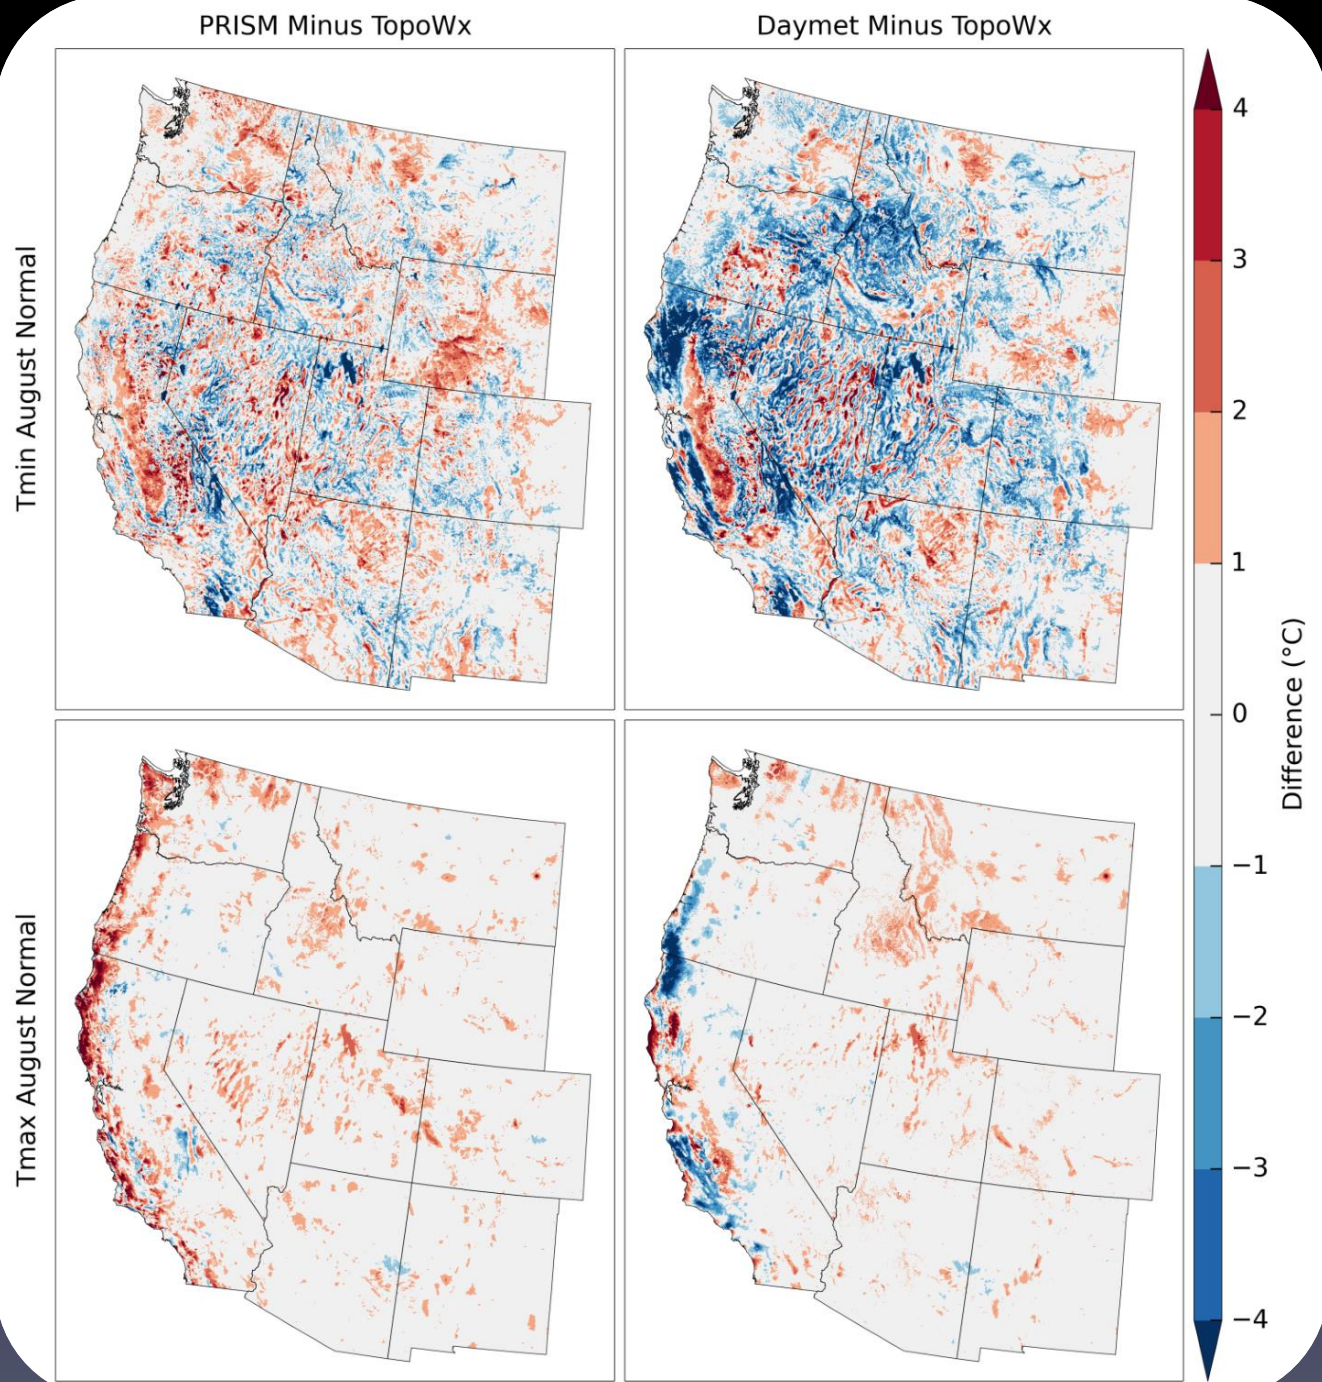 PRISM Minus TopoWx
Daymet Minus TopoWx
Tmin August Normal
Tmax August Normal
4
3
2
1
0
−1
−2
−3
−4
Difference (°C)